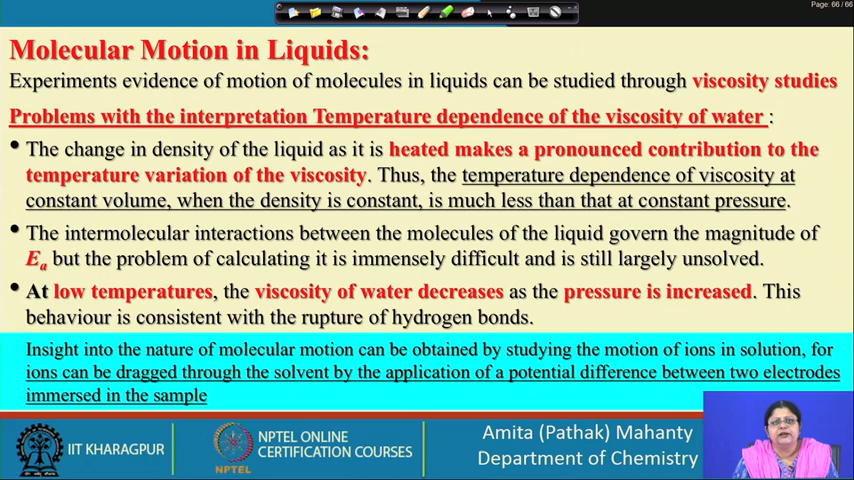 Page: 66 / 66
Molecular Motion in Liquids:
Experiments evidence of motion of molecules in liquids can be studied through viscosity studies
Problems with the interpretation Temperature dependence of the viscosity of water :
• The change in density of the liquid as it is heated makes a pronounced contribution to the
temperature variation of the viscosity. Thus, the temperature dependence of viscosity at
constant volume, when the density is constant, is much less than that at constant pressure.
• The intermolecular interactions between the molecules of the liquid govern the magnitude of
Ea but the problem of calculating it is immensely difficult and is still largely unsolved.
• At low temperatures, the viscosity of water decreases as the pressure is increased. This
behaviour is consistent with the rupture of hydrogen bonds.
Insight into the nature of molecular motion can be obtained by studying the motion of ions in solution, for
ions can be dragged through the solvent by the application of a potential difference between two electrodes
immersed in the sample
IIT KHARAGPUR
NPTEL
NPTEL ONLINE
CERTIFICATION COURSES
Amita (Pathak) Mahanty
Department of Chemistry